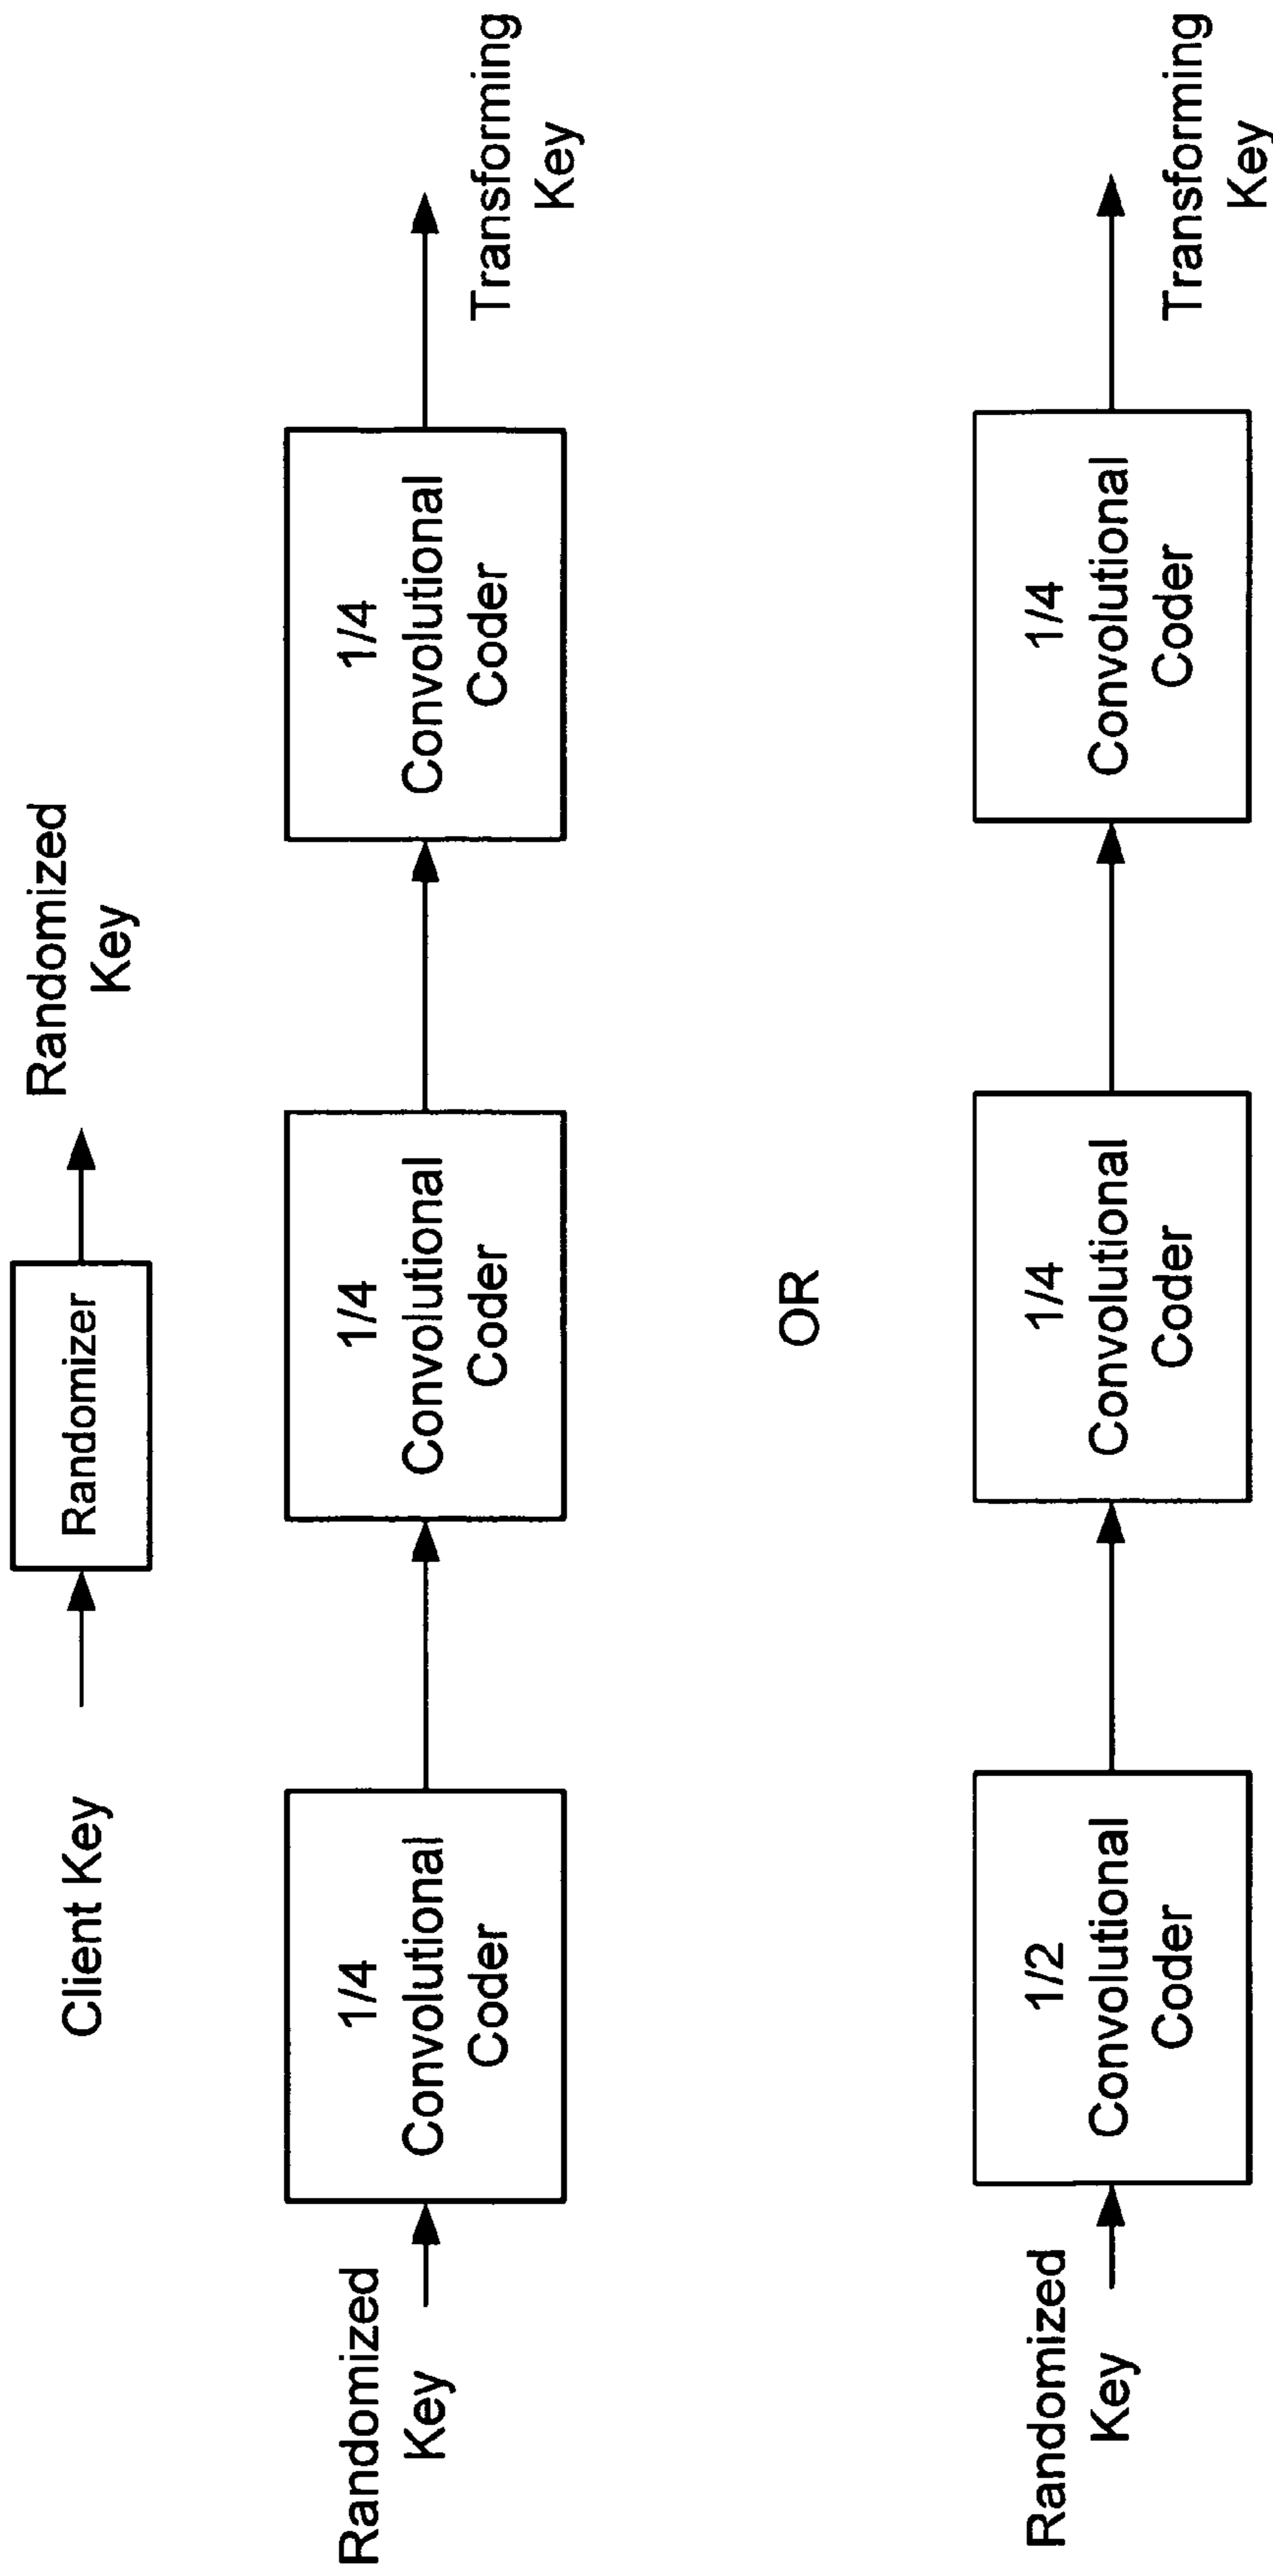 Client Key
Randomizer
Randomized
Key
Randomized
Key
1/4
Convolutional
Coder
1/4
Convolutional
Coder
1/4
Convolutional
Coder
Transforming
Key
OR
Randomized
Key
1/2
Convolutional
Coder
1/4
Convolutional
Coder
1/4
Convolutional
Coder
Transforming
Key